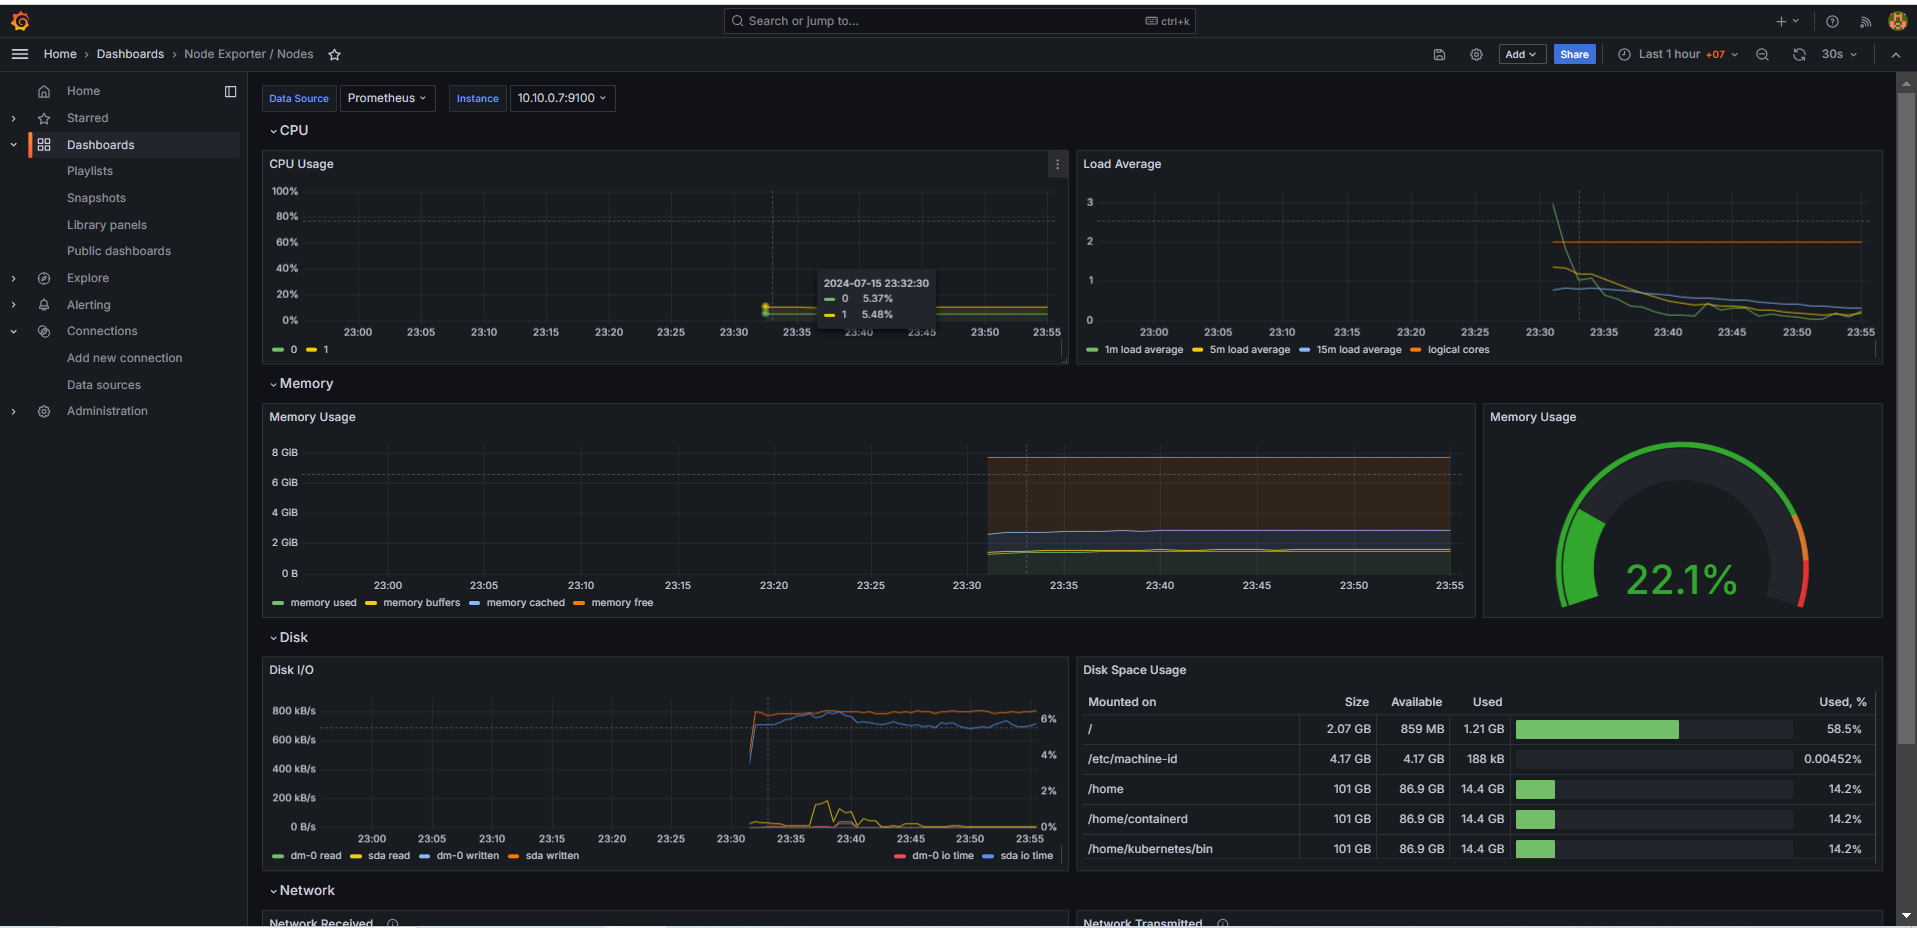 Search or jump to...
ctrl+k
Home › Dashboards › Node Exporter / Nodes
Add
Share
Last 1 hour +07
30s
Home
Starred
Dashboards
Playlists
Snapshots
Library panels
Public dashboards
Explore
Alerting
Connections
Add new connection
Data sources
Administration
Data Source Prometheus Instance 10.10.0.7:9100
CPU
CPU Usage
100%
80%
60%
40%
20%
0%
23:00 23:05 23:10 23:15 23:20 23:25 23:30 23:35 23:40 23:45 23:50 23:55
2024-07-15 23:32:30
0 5.37%
1 5.48%
0 1
Load Average
3
2
1
0
23:00 23:05 23:10 23:15 23:20 23:25 23:30 23:35 23:40 23:45 23:50 23:55
1m load average 5m load average 15m load average logical cores
Memory
Memory Usage
8 GiB
6 GiB
4 GiB
2 GiB
0 B
23:00 23:05 23:10 23:15 23:20 23:25 23:30 23:35 23:40 23:45 23:50 23:55
memory used memory buffers memory cached memory free
Memory Usage
22.1%
Disk
Disk I/O
800 kB/s
600 kB/s
400 kB/s
200 kB/s
0 B/s
6%
4%
2%
0%
23:00 23:05 23:10 23:15 23:20 23:25 23:30 23:35 23:40 23:45 23:50 23:55
dm-0 read sda read dm-0 written sda written dm-0 io time sda io time
Disk Space Usage
Mounted on Size Available Used Used, %
/ 2.07 GB 859 MB 1.21 GB 58.5%
/etc/machine-id 4.17 GB 4.17 GB 188 kB 0.00452%
/home 101 GB 86.9 GB 14.4 GB 14.2%
/home/containerd 101 GB 86.9 GB 14.4 GB 14.2%
/home/kubernetes/bin 101 GB 86.9 GB 14.4 GB 14.2%
Network
Network Received
Network Transmitted